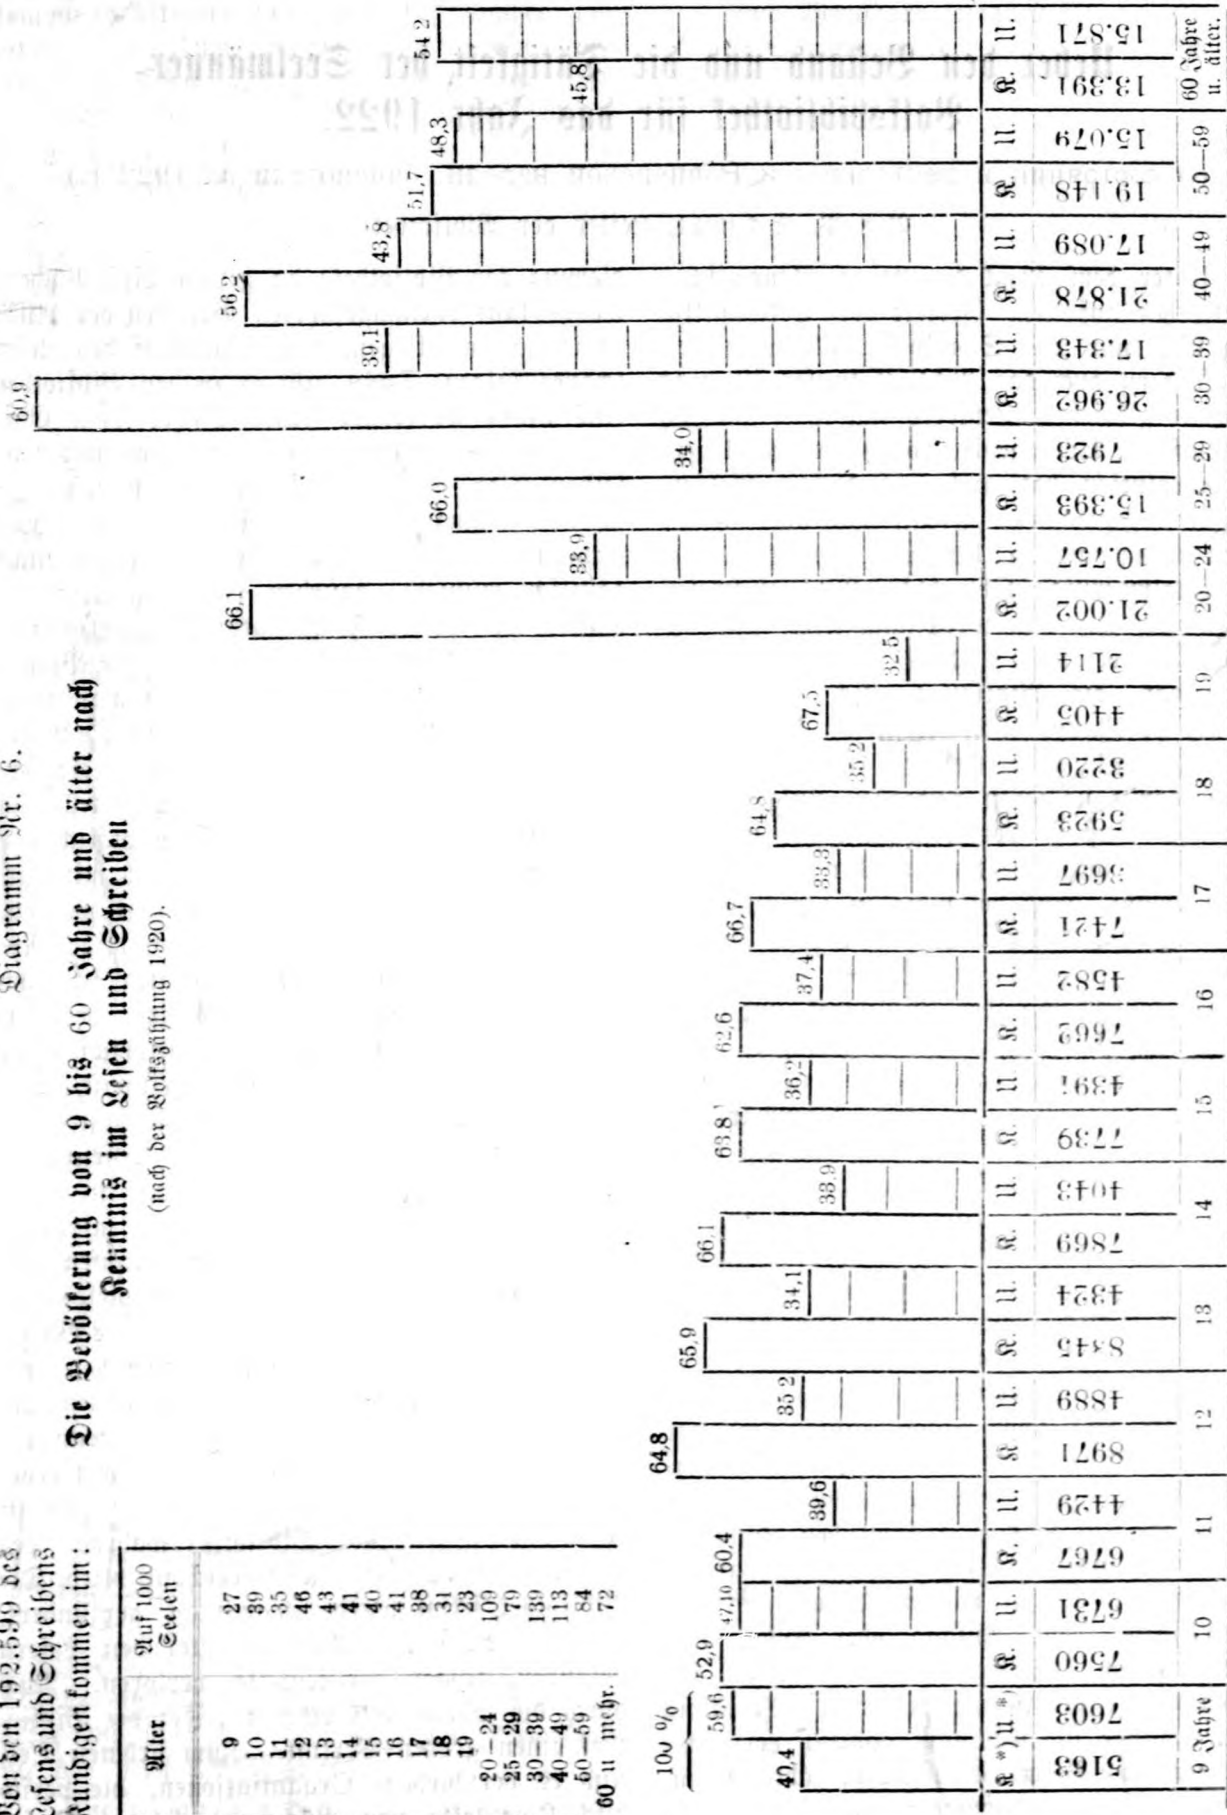 Diagramm Nr. 6.
Die Bevölkerung von 9 bis 60 Jahre und älter nach
Kenntnis im Lesen und Schreiben
(nach der Volkszählung 1920).
Von den 192.599 des
Lesens und Schreibens
Kundigen kommen im:
Alter Auf 1000 Seelen
9 27
10 39
11 35
12 46
13 43
14 41
15 40
16 41
17 38
18 31
19 23
20—24 109
25—29 79
30—39 139
40—49 113
50—59 84
60 u mehr. 72
100 %
40,4 59,6 52,9 47,10 60,4 39,6 64,8 35 2 65,9 34,1 66,1 33,9 63,8 36,2 62,6 37,4 66,7 33,3 64,8 35,2 67,5 32 5 66,1 33,9 66,0 34,0 60,9 39,1 56,2 43,8 51,7 48,3 45,8 54 2
K *) U *) K. U. K. U. K U. K. U. K. U. K. U K. U. K. U. K. U. K. U. K. U. K. U. K. U. K. U. K. U. K. U.
5163 7603 7560 6731 6767 4429 8971 4889 8345 4324 7869 4043 7739 4391 7662 4582 7421 3697 5923 3220 4405 2114 21.002 10.757 15.393 7923 26.962 17.343 21.878 17.089 19.148 15.079 13.391 15.871
9 Jahre 10 11 12 13 14 15 16 17 18 19 20—24 25—29 30—39 40—49 50—59 60 Jahre u. älter.